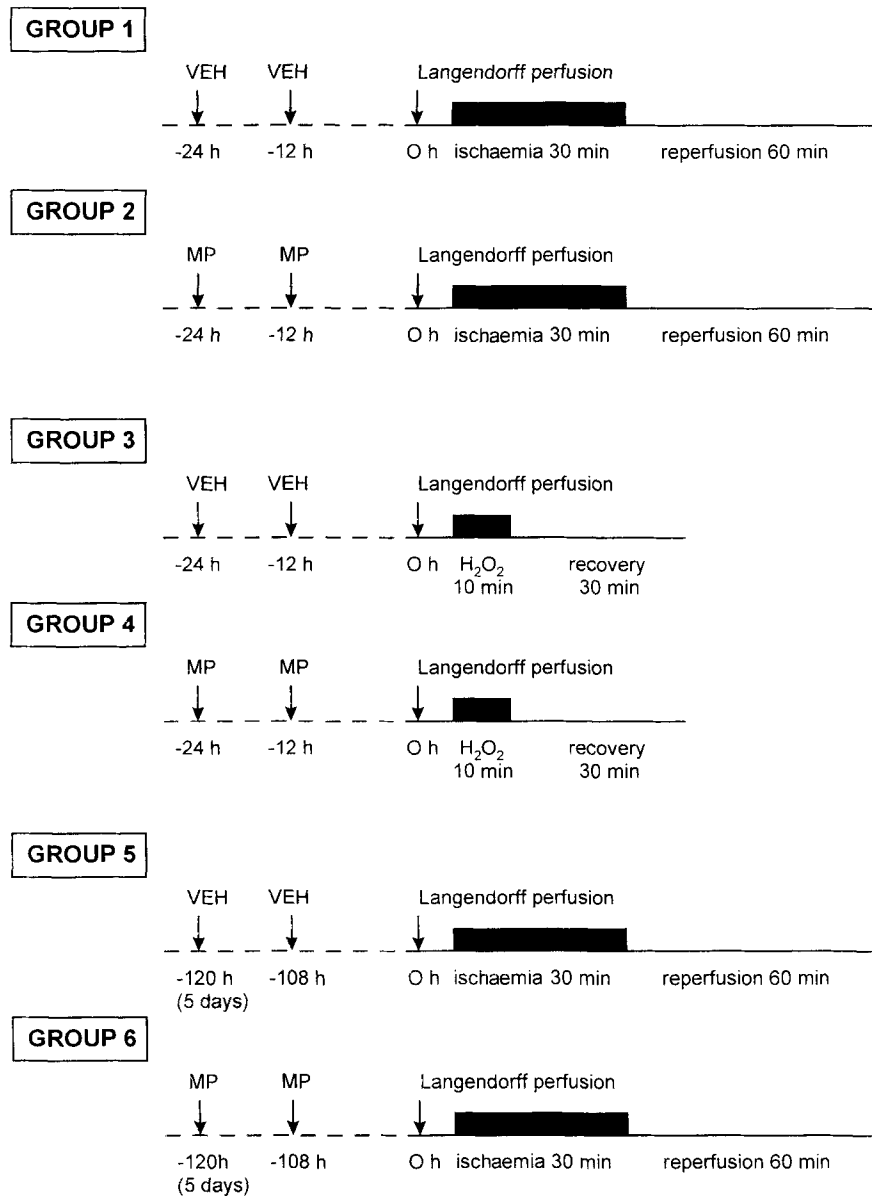 GROUP 1
VEH VEH Langendorff perfusion
-24 h -12 h O h ischaemia 30 min reperfusion 60 min
GROUP 2
MP MP Langendorff perfusion
-24 h -12 h O h ischaemia 30 min reperfusion 60 min
GROUP 3
VEH VEH Langendorff perfusion
-24 h -12 h O h H₂O₂ recovery
10 min 30 min
GROUP 4
MP MP Langendorff perfusion
-24 h -12 h O h H₂O₂ recovery
10 min 30 min
GROUP 5
VEH VEH Langendorff perfusion
-120 h -108 h O h ischaemia 30 min reperfusion 60 min
(5 days)
GROUP 6
MP MP Langendorff perfusion
-120h -108 h O h ischaemia 30 min reperfusion 60 min
(5 days)